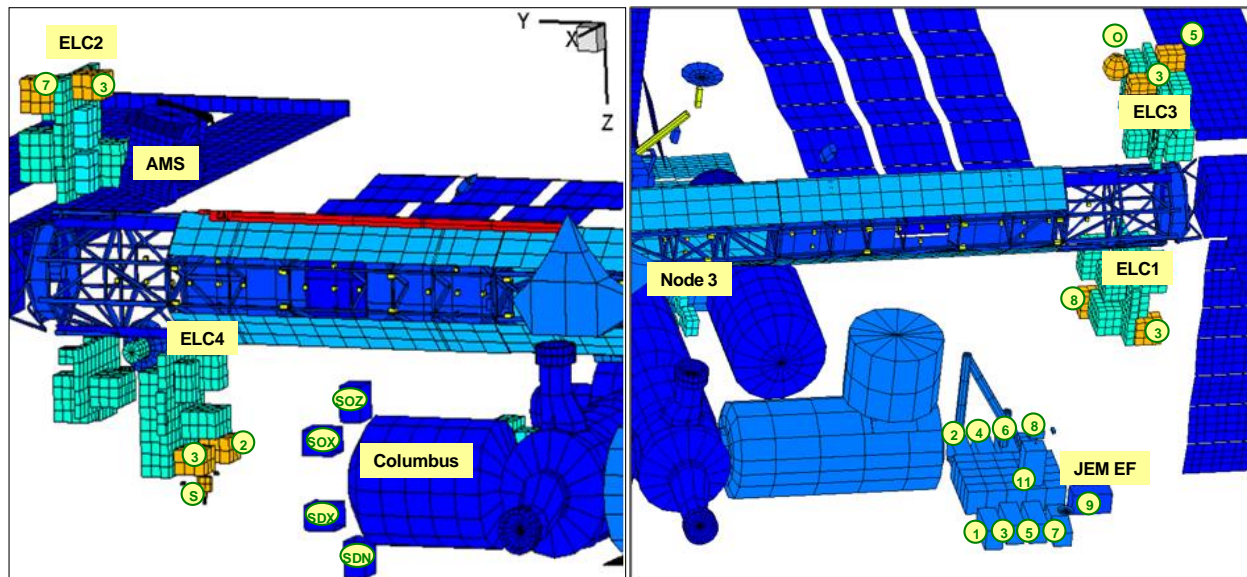 ELC2
7
3
AMS
Y
X
Z
ELC4
2
3
S
SOZ
SOX
Columbus
SDX
SDN
O
5
3
ELC3
Node 3
ELC1
8
3
2
4
6
8
JEM EF
11
9
1
3
5
7